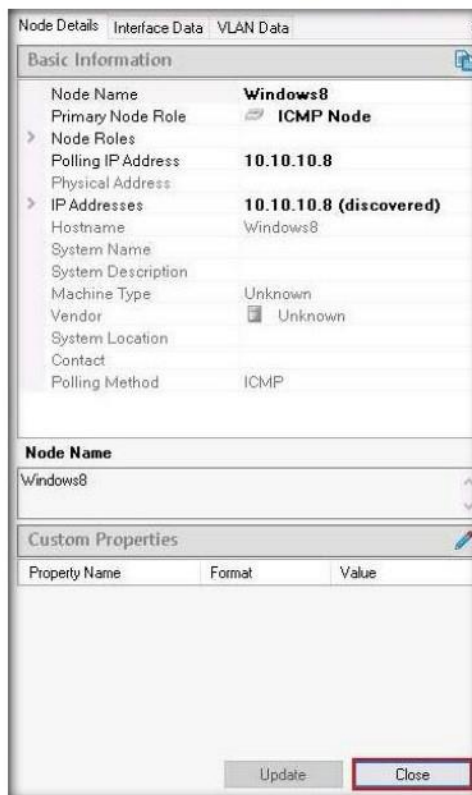 Node Details Interface Data VLAN Data
Basic Information
Node Name Windows8
Primary Node Role ICMP Node
Node Roles
Polling IP Address 10.10.10.8
Physical Address
IP Addresses 10.10.10.8 (discovered)
Hostname Windows8
System Name
System Description
Machine Type Unknown
Vendor Unknown
System Location
Contact
Polling Method ICMP
Node Name
Windows8
Custom Properties
Property Name Format Value
Update Close